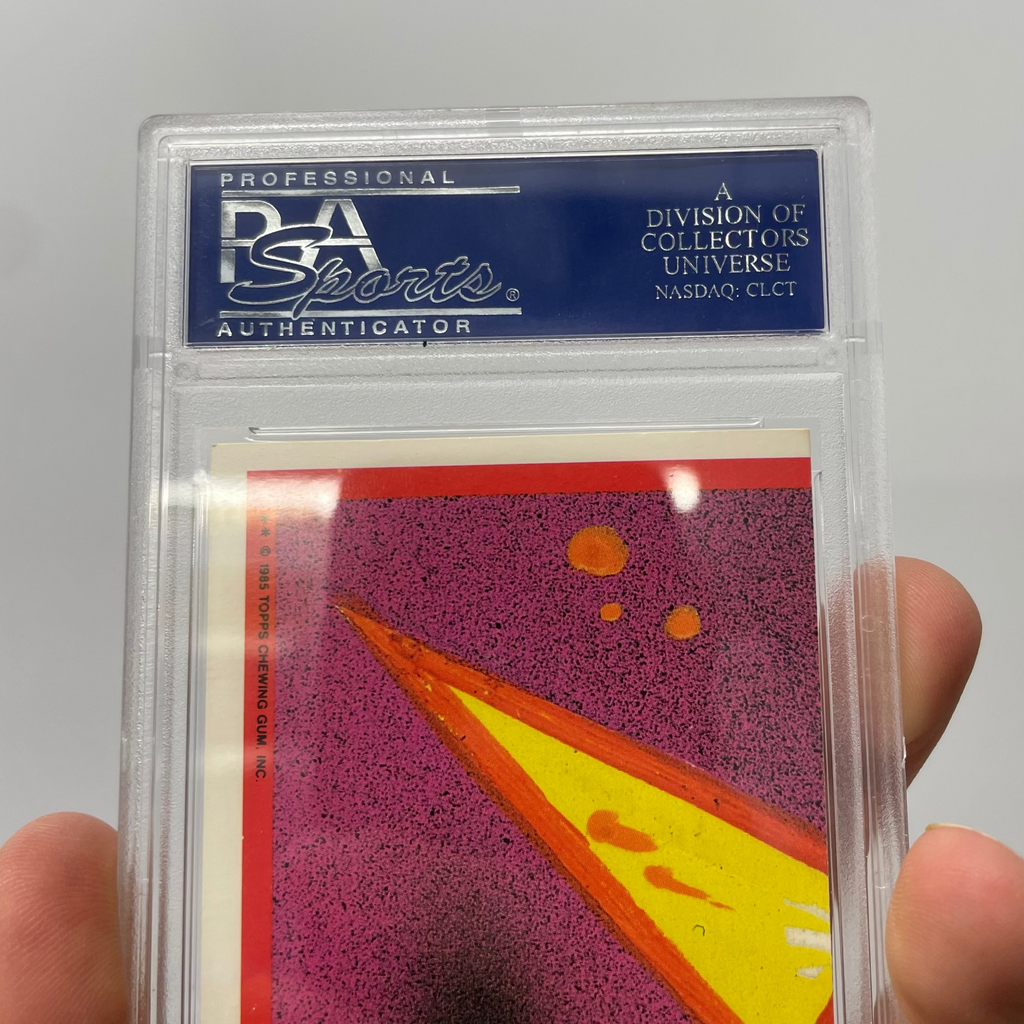 PROFESSIONAL
PSA
Sports®
AUTHENTICATOR
A
DIVISION OF
COLLECTORS
UNIVERSE
NASDAQ: CLCT
** © 1985 TOPPS CHEWING GUM, INC.